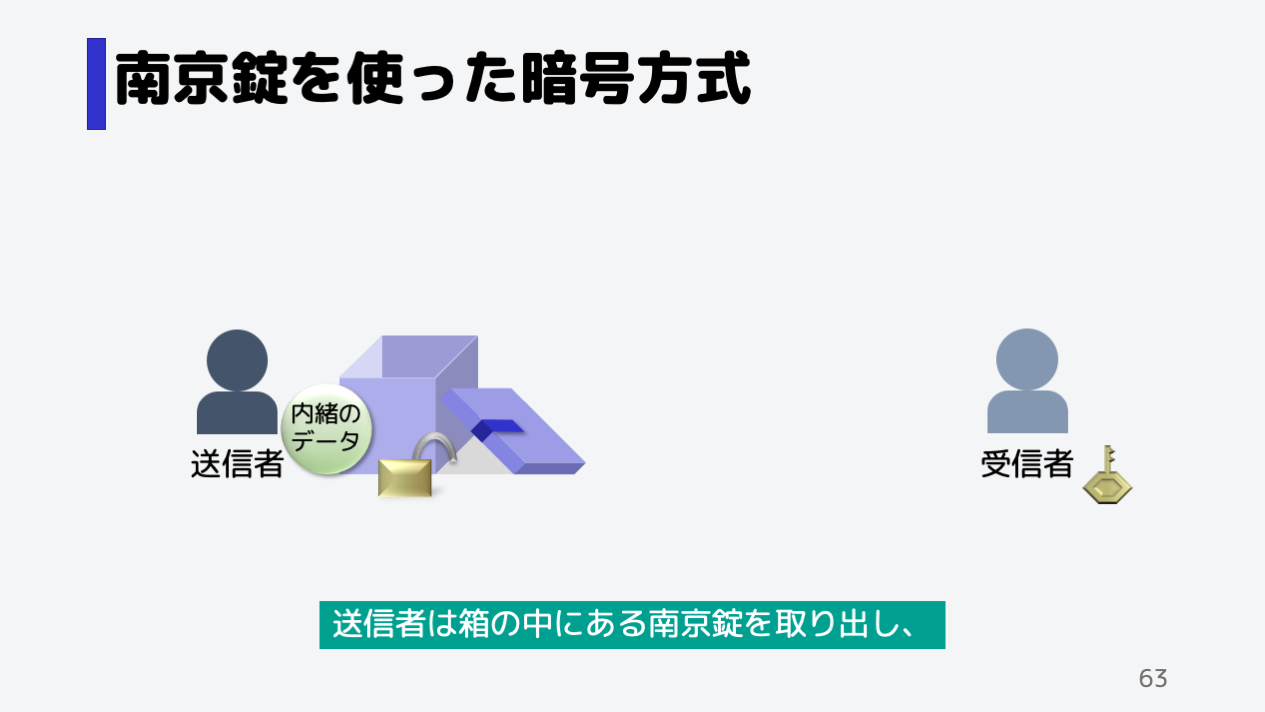 南京錠を使った暗号方式
内緒の
データ
送信者
受信者
送信者は箱の中にある南京錠を取り出し、
63